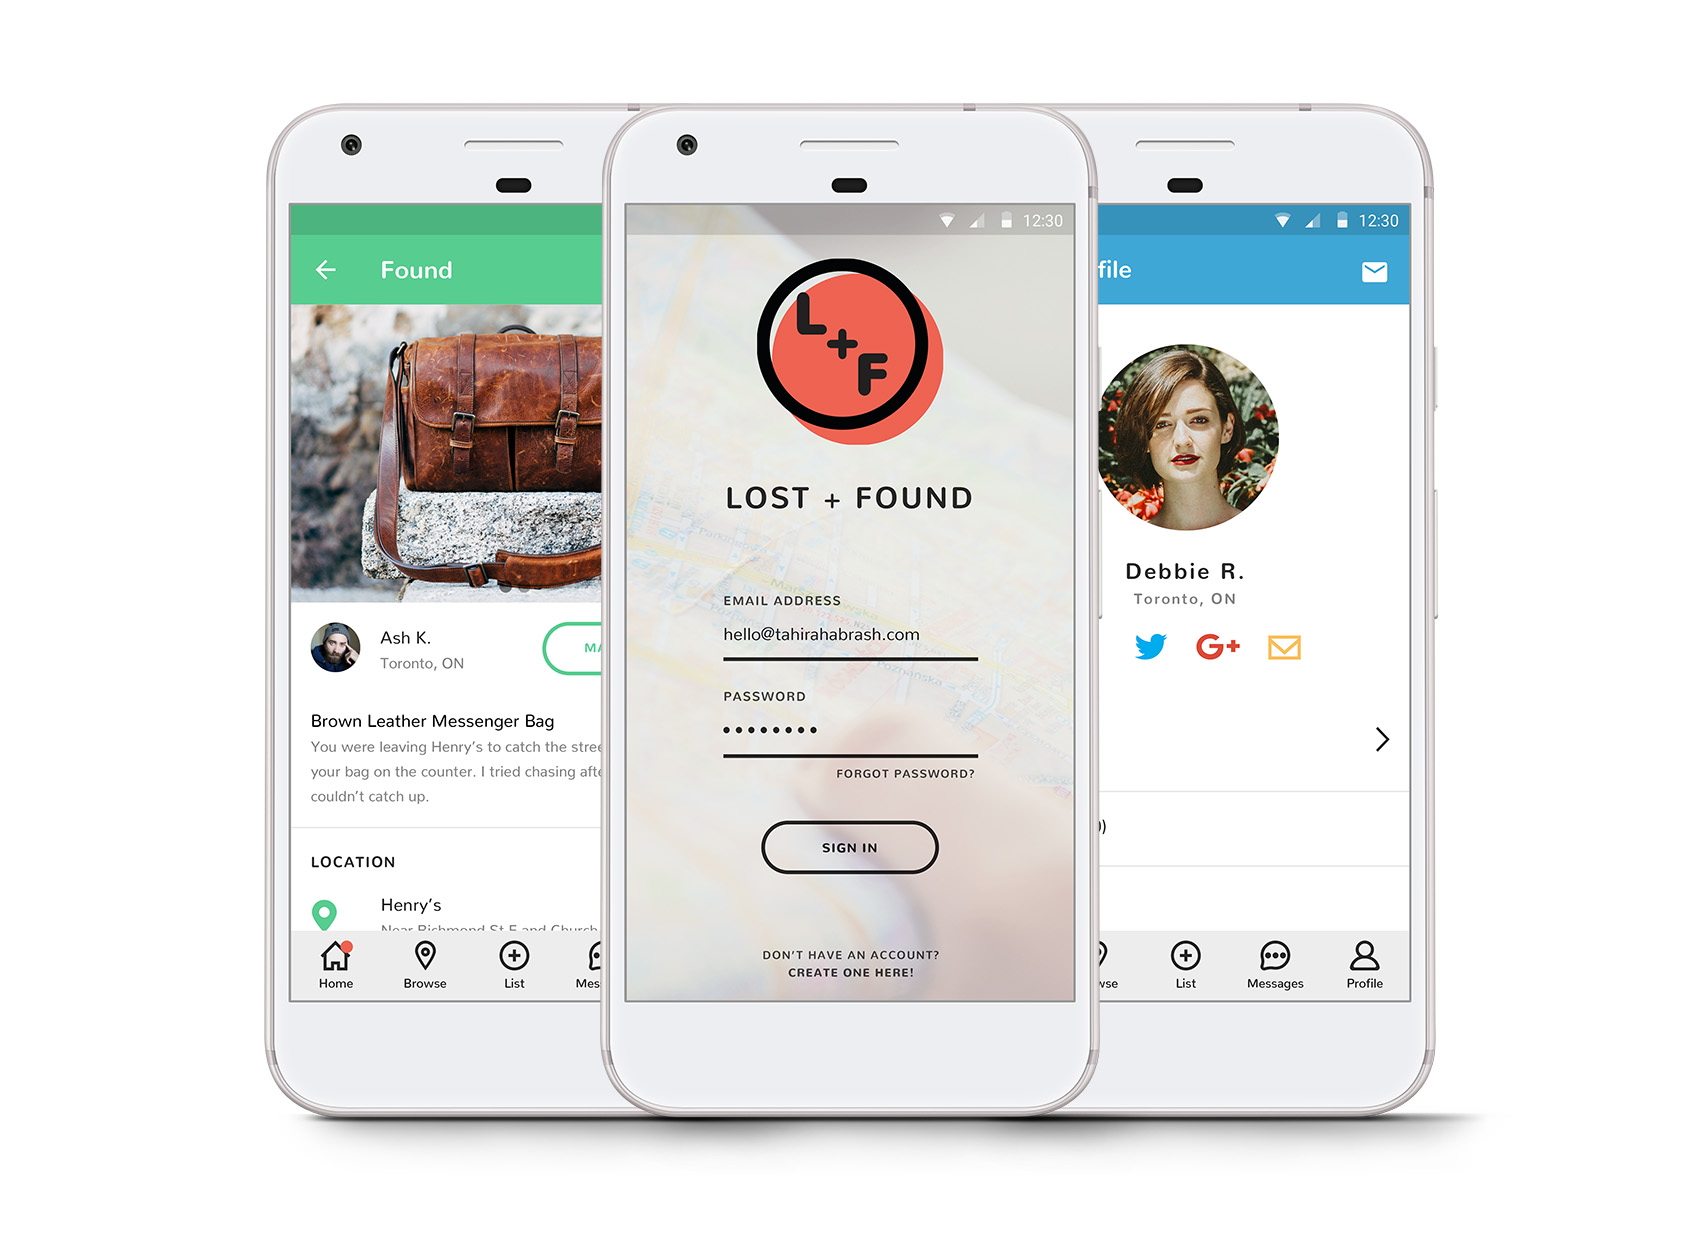 Found
Ash K.
Toronto, ON
MA
Brown Leather Messenger Bag
You were leaving Henry's to catch the stree
your bag on the counter. I tried chasing afte
couldn't catch up.
LOCATION
Henry's
Near Richmond St E and Church
Home
Browse
List
Mes
12:30
L+F
LOST + FOUND
EMAIL ADDRESS
hello@tahirahabrash.com
PASSWORD
FORGOT PASSWORD?
SIGN IN
DON'T HAVE AN ACCOUNT?
CREATE ONE HERE!
12:30
file
Debbie R.
Toronto, ON
G+
wse
List
Messages
Profile